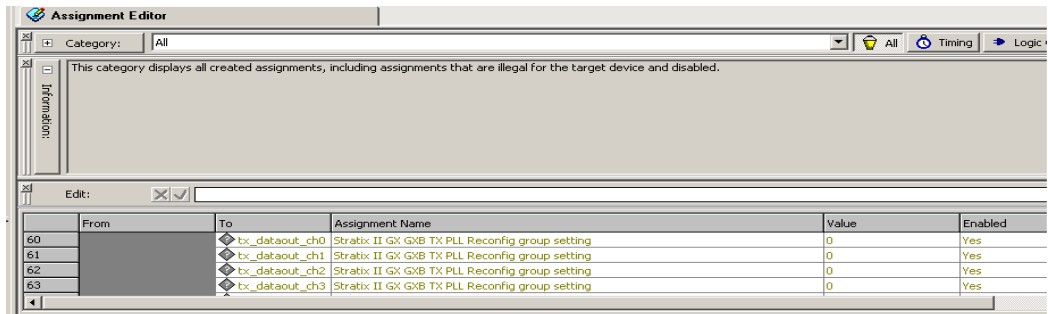 Assignment Editor
Category: All All Timing Logic
This category displays all created assignments, including assignments that are illegal for the target device and disabled.
Information:
Edit:
From To Assignment Name Value Enabled
60 tx_dataout_ch0 Stratix II GX GXB TX PLL Reconfig group setting 0 Yes
61 tx_dataout_ch1 Stratix II GX GXB TX PLL Reconfig group setting 0 Yes
62 tx_dataout_ch2 Stratix II GX GXB TX PLL Reconfig group setting 0 Yes
63 tx_dataout_ch3 Stratix II GX GXB TX PLL Reconfig group setting 0 Yes